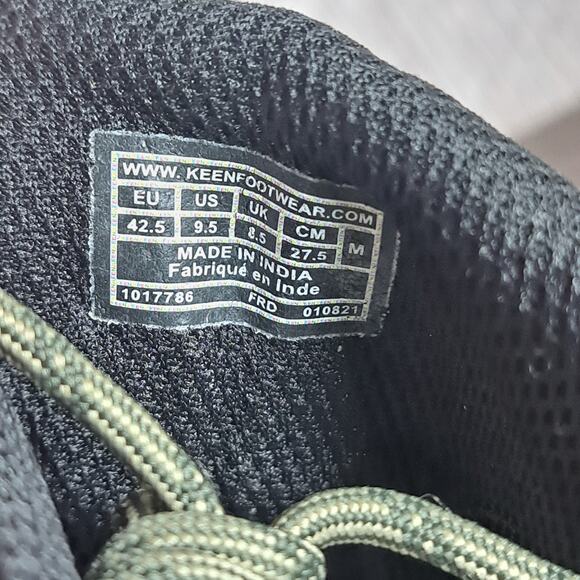 WWW.KEENFOOTWEAR.COM
EU US UK CM M
42.5 9.5 8.5 27.5
MADE IN INDIA
Fabriqué en Inde
1017786 FRD 010821